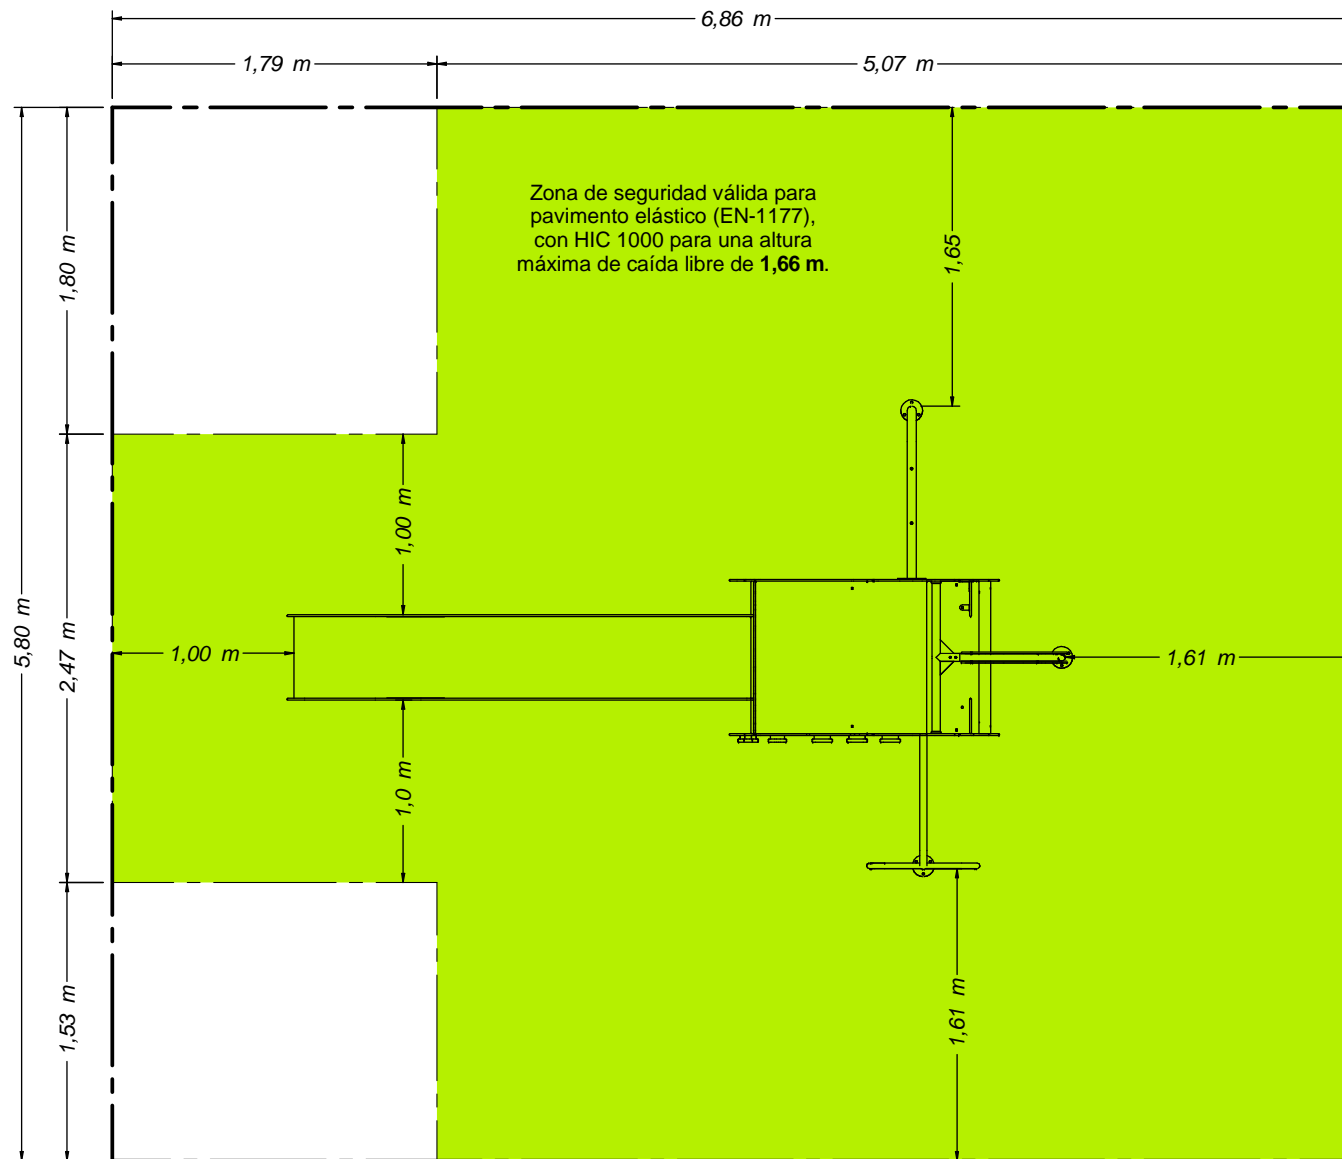 6,86 m
1,79 m
5,07 m
Zona de seguridad válida para
pavimento elástico (EN-1177),
con HIC 1000 para una altura
máxima de caída libre de 1,66 m.
1,65
1,80 m
1,00 m
5,80 m
2,47 m
1,00 m
1,61 m
1,0 m
1,53 m
1,61 m